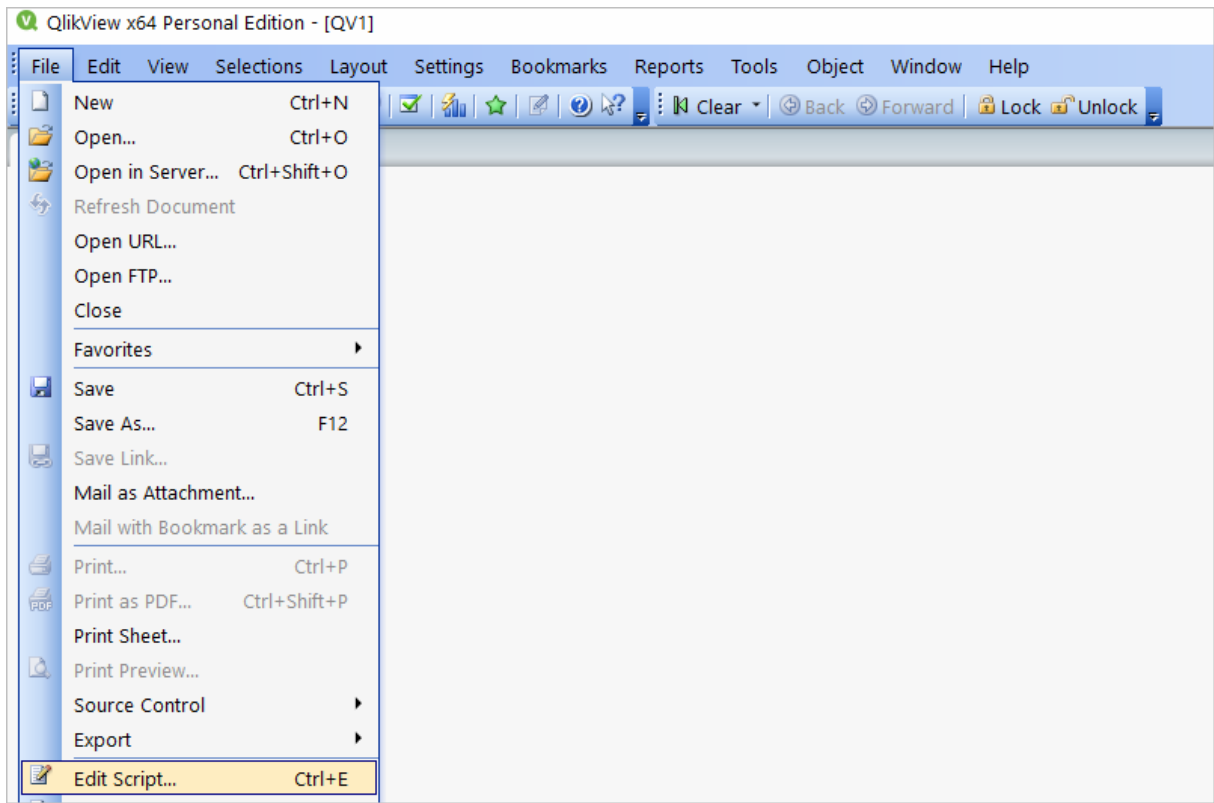 QlikView x64 Personal Edition - [QV1]
File Edit View Selections Layout Settings Bookmarks Reports Tools Object Window Help
Clear Back Forward Lock Unlock
New Ctrl+N
Open... Ctrl+O
Open in Server... Ctrl+Shift+O
Refresh Document
Open URL...
Open FTP...
Close
Favorites
Save Ctrl+S
Save As... F12
Save Link...
Mail as Attachment...
Mail with Bookmark as a Link
Print... Ctrl+P
Print as PDF... Ctrl+Shift+P
Print Sheet...
Print Preview...
Source Control
Export
Edit Script... Ctrl+E